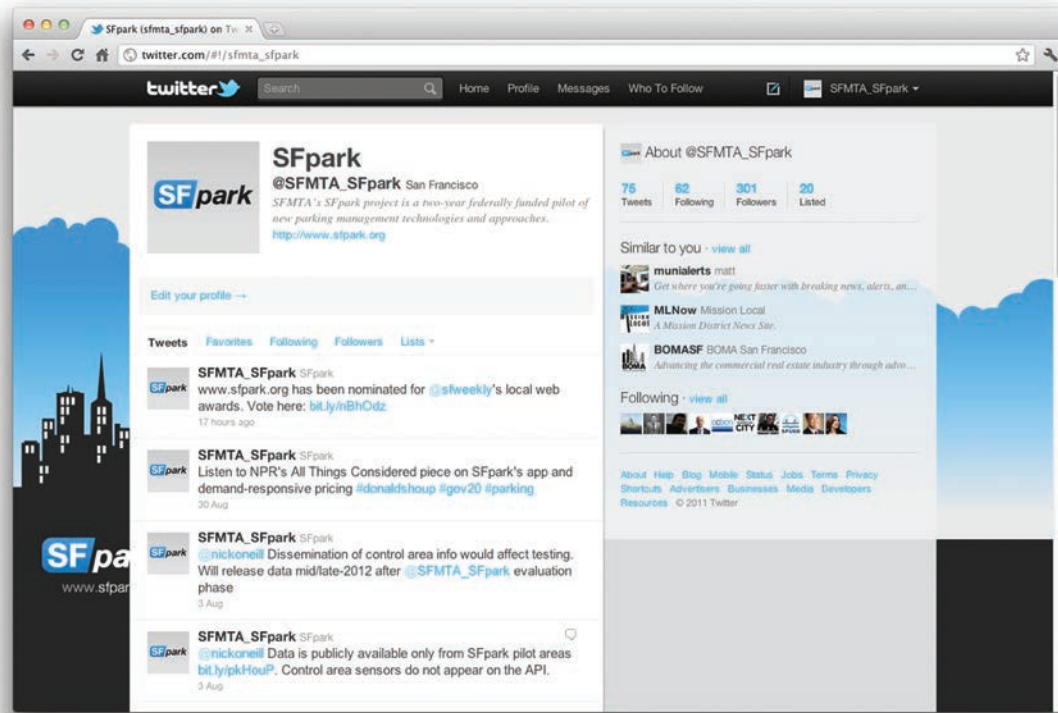 SFpark (sfmta_sfpark) on Tw
twitter.com/#!/sfmta_sfpark
twitter
Search
Home Profile Messages Who To Follow
SFMTA_SFpark
SFpark
SFpark
@SFMTA_SFpark San Francisco
SFMTA's SFpark project is a two-year federally funded pilot of
new parking management technologies and approaches.
http://www.sfpark.org
Edit your profile →
Tweets Favorites Following Followers Lists
SFpark
SFMTA_SFpark SFpark
www.sfpark.org has been nominated for @sfweekly's local web
awards. Vote here: bit.ly/nBhOdz
17 hours ago
SFpark
SFMTA_SFpark SFpark
Listen to NPR's All Things Considered piece on SFpark's app and
demand-responsive pricing #donaldshoup #gov20 #parking
30 Aug
SFpark
SFMTA_SFpark SFpark
@nickoneill Dissemination of control area info would affect testing.
Will release data mid/late-2012 after @SFMTA_SFpark evaluation
phase
3 Aug
SFpark
SFMTA_SFpark SFpark
@nickoneill Data is publicly available only from SFpark pilot areas
bit.ly/pkHouP. Control area sensors do not appear on the API.
3 Aug
SFpa
www.sfpar
About @SFMTA_SFpark
75 62 301 20
Tweets Following Followers Listed
Similar to you · view all
munialerts matt
Get where you're going faster with breaking news, alerts, an…
MLNow Mission Local
A Mission District News Site.
BOMASF BOMA San Francisco
Advancing the commercial real estate industry through advo…
BOMA
Following · view all
NEXT
CITY
About Help Blog Mobile Status Jobs Terms Privacy
Shortcuts Advertisers Businesses Media Developers
Resources © 2011 Twitter